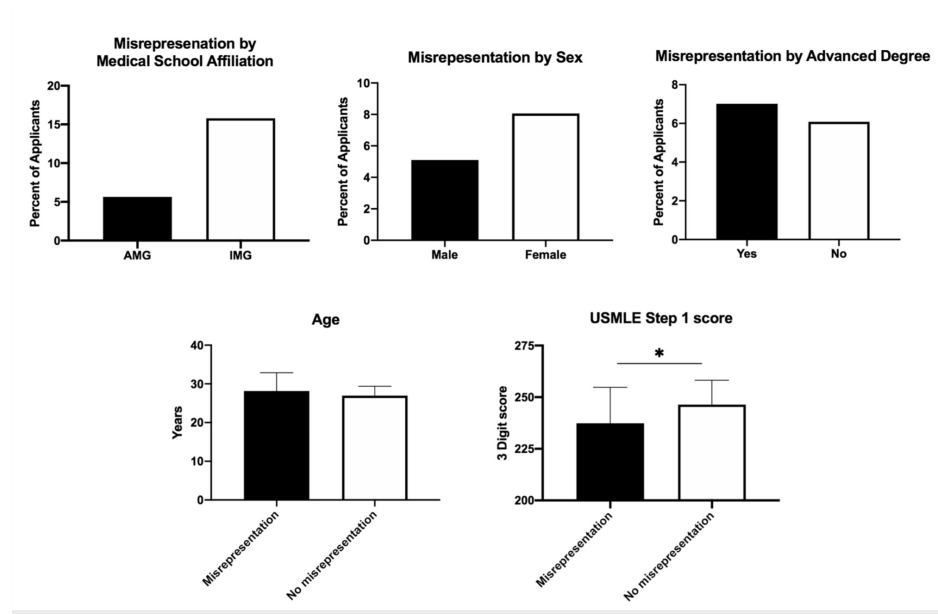 Misrepresenation by
Medical School Affiliation
Percent of Applicants
20
15
10
5
0
AMG IMG
Misrepesentation by Sex
Percent of Applicants
10
8
6
4
2
0
Male Female
Misrepresentation by Advanced Degree
Percent of Applicants
8
6
4
2
0
Yes No
Age
Years
40
30
20
10
0
Misrepresentation
No misrepresentation
USMLE Step 1 score
3 Digit score
275
250
225
200
*
Misrepresentation
No misrepresentation